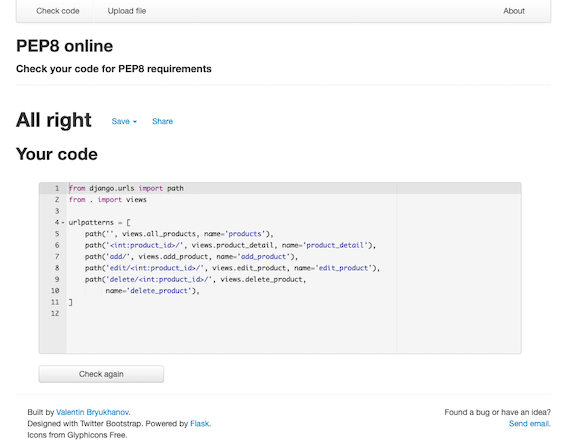 Check code Upload file About
PEP8 online
Check your code for PEP8 requirements
All right Save Share
Your code
1 from django.urls import path
2 from . import views
3
4 urlpatterns = [
5     path('', views.all_products, name='products'),
6     path('<int:product_id>/', views.product_detail, name='product_detail'),
7     path('add/', views.add_product, name='add_product'),
8     path('edit/<int:product_id>/', views.edit_product, name='edit_product'),
9     path('delete/<int:product_id>/', views.delete_product,
10          name='delete_product'),
11 ]
12
Check again
Built by Valentin Bryukhanov. Found a bug or have an idea?
Designed with Twitter Bootstrap. Powered by Flask. Send email.
Icons from Glyphicons Free.